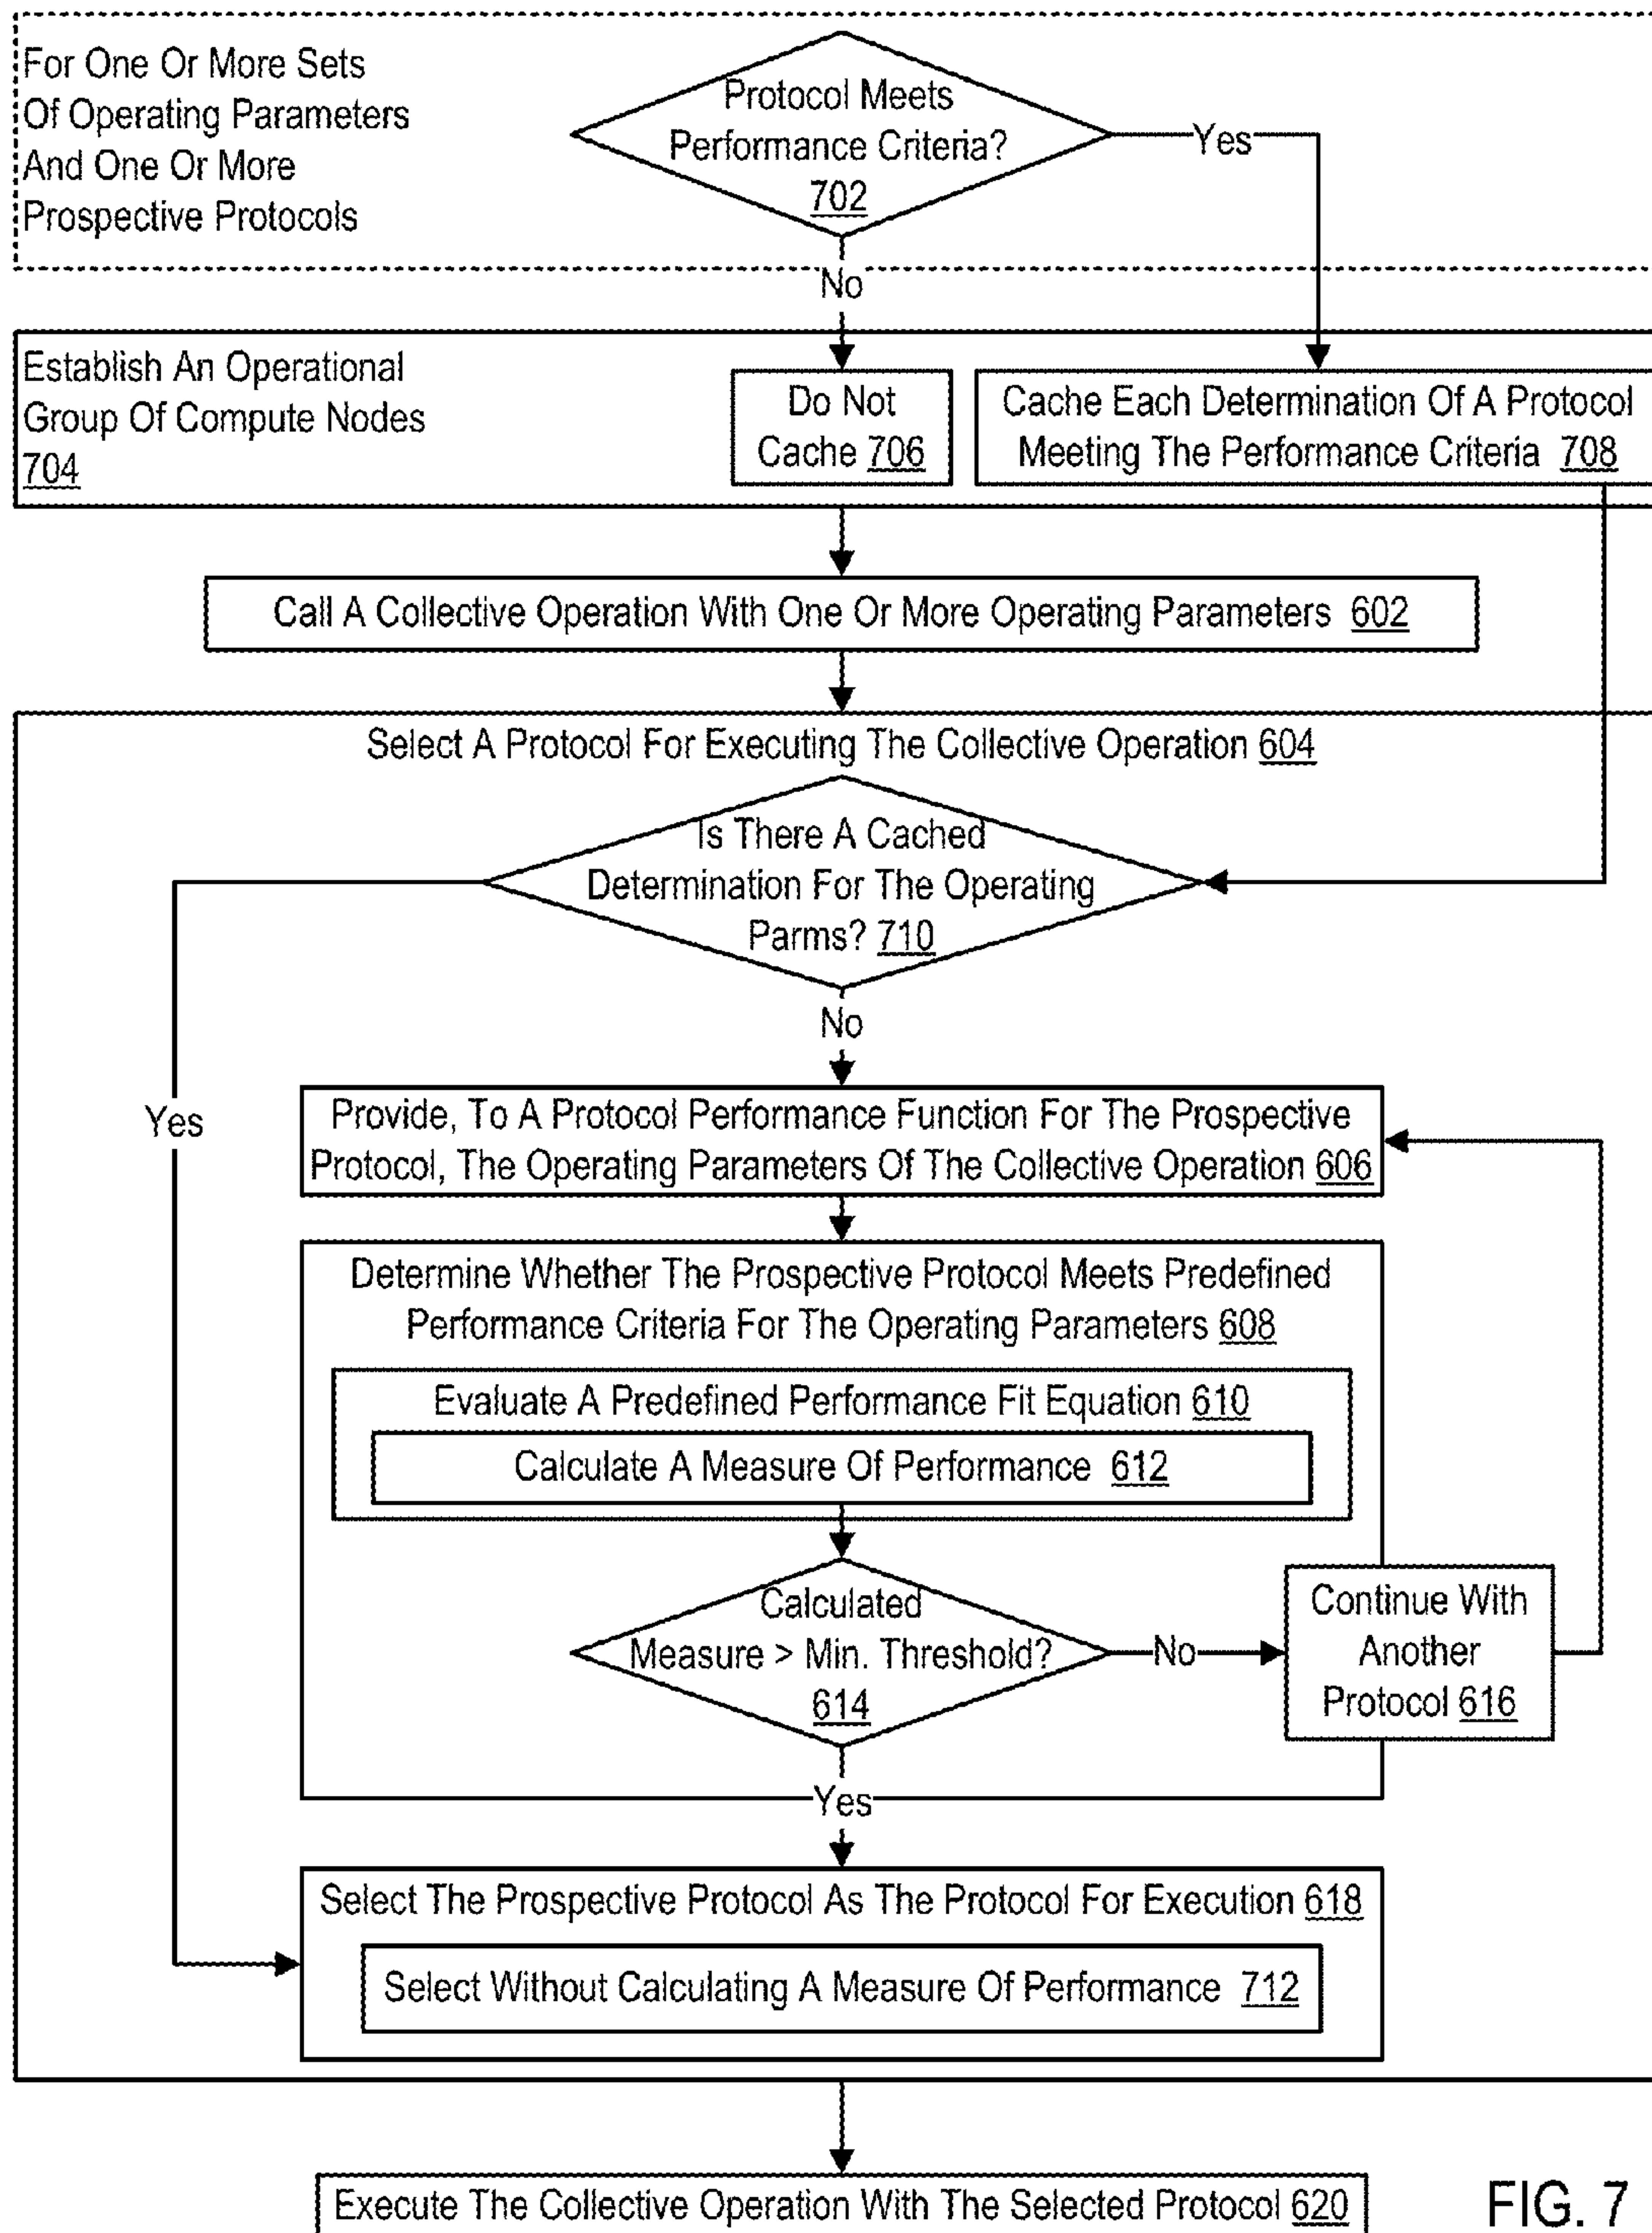 For One Or More Sets
Of Operating Parameters
And One Or More
Prospective Protocols
Protocol Meets
Performance Criteria?
702
Yes
No
Establish An Operational
Group Of Compute Nodes
704
Do Not
Cache 706
Cache Each Determination Of A Protocol
Meeting The Performance Criteria 708
Call A Collective Operation With One Or More Operating Parameters 602
Select A Protocol For Executing The Collective Operation 604
Is There A Cached
Determination For The Operating
Parms? 710
No
Yes
Provide, To A Protocol Performance Function For The Prospective
Protocol, The Operating Parameters Of The Collective Operation 606
Determine Whether The Prospective Protocol Meets Predefined
Performance Criteria For The Operating Parameters 608
Evaluate A Predefined Performance Fit Equation 610
Calculate A Measure Of Performance 612
Calculated
Measure > Min. Threshold?
614
No
Continue With
Another
Protocol 616
Yes
Select The Prospective Protocol As The Protocol For Execution 618
Select Without Calculating A Measure Of Performance 712
Execute The Collective Operation With The Selected Protocol 620
FIG. 7